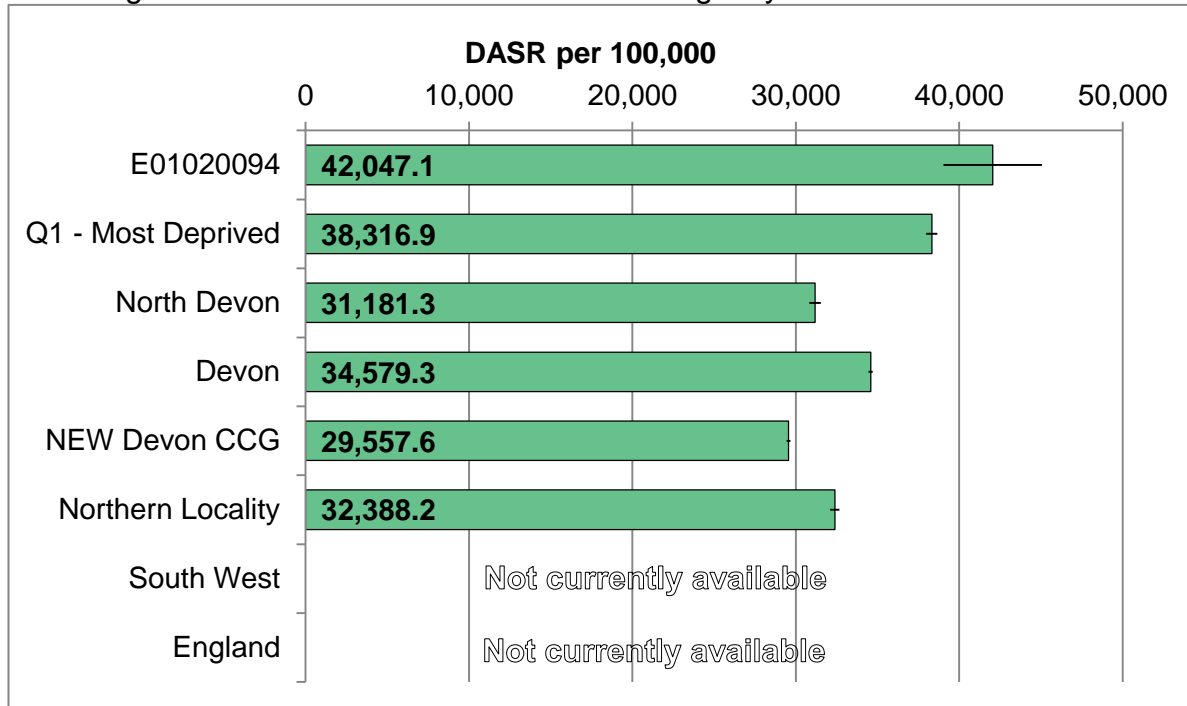 DASR per 100,000
0 10,000 20,000 30,000 40,000 50,000
E01020094 42,047.1
Q1 - Most Deprived 38,316.9
North Devon 31,181.3
Devon 34,579.3
NEW Devon CCG 29,557.6
Northern Locality 32,388.2
South West Not currently available
England Not currently available